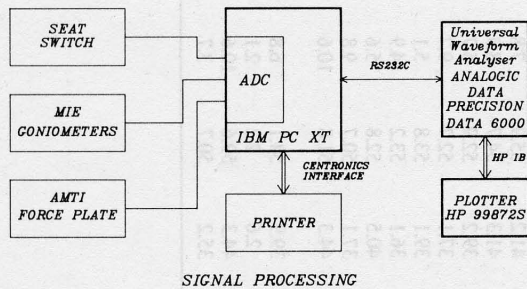 SEAT
SWITCH
MIE
GONIOMETERS
AMTI
FORCE PLATE
ADC
IBM PC XT
CENTRONICS
INTERFACE
PRINTER
RS232C
Universal
Waveform
Analyser
ANALOGIC
DATA
PRECISION
DATA 6000
HP IB
PLOTTER
HP 99872S
SIGNAL PROCESSING